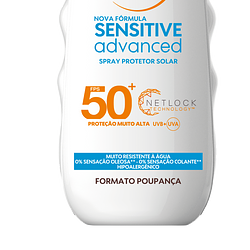 NOVA FÓRMULA
SENSITIVE
advanced
SPRAY PROTETOR SOLAR
FPS
50+
NETLOCK
TECHNOLOGY™
PROTEÇÃO MUITO ALTA UVB+UVA
MUITO RESISTENTE À ÁGUA
0% SENSAÇÃO OLEOSA** - 0% SENSAÇÃO COLANTE**
HIPOALERGÉNICO
FORMATO POUPANÇA